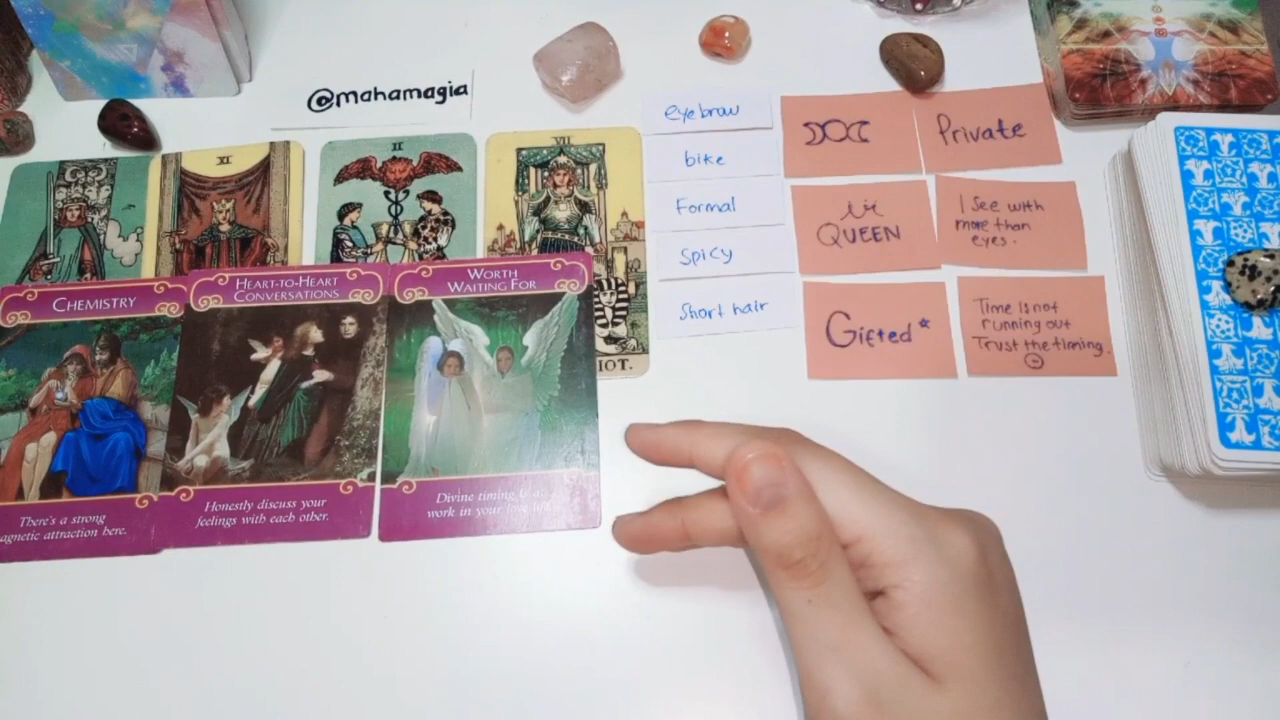 @mahamagia
XI
II
VII
IOT.
CHEMISTRY
There's a strong
agnetic attraction here.
HEART-TO-HEART
CONVERSATIONS
Honestly discuss your
feelings with each other.
WORTH
WAITING FOR
Divine timing is a
work in your love life.
eyebrow
bike
Formal
Spicy
Short hair
Private
QUEEN
I See with
more than
eyes.
Gifted*
Time Is not
running out
Trust the timing.